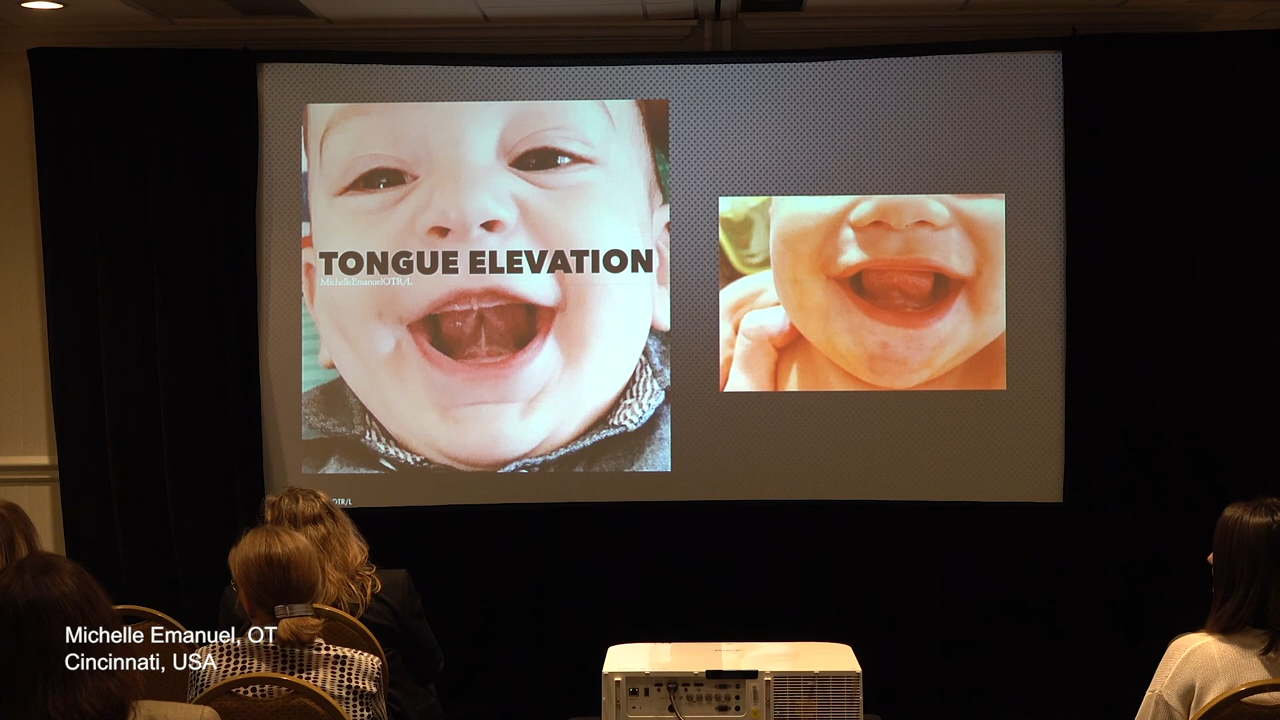 TONGUE ELEVATION
MichelleEmanuelOTR/L
OTR/L
Michelle Emanuel, OT
Cincinnati, USA